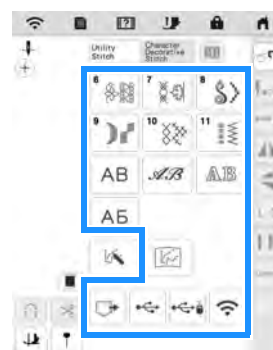 ?
Utility Stitch
Character Decorative Stitch
6 7 8
9 10 11
AB AB AB
АБ